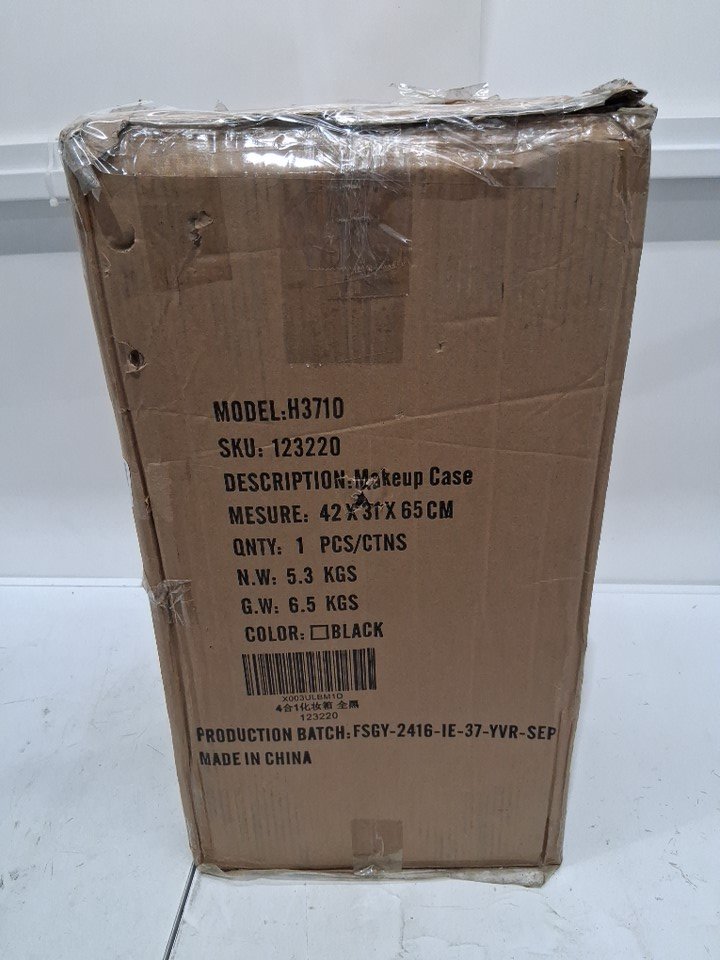 MODEL:H3710
SKU: 123220
DESCRIPTION:Makeup Case
MESURE: 42 X 31 X 65 CM
QNTY: 1 PCS/CTNS
N.W: 5.3 KGS
G.W: 6.5 KGS
COLOR: BLACK
X003ULBM1D
4合1化妆箱 全黑
123220
PRODUCTION BATCH:FSGY-2416-IE-37-YVR-SEP
MADE IN CHINA